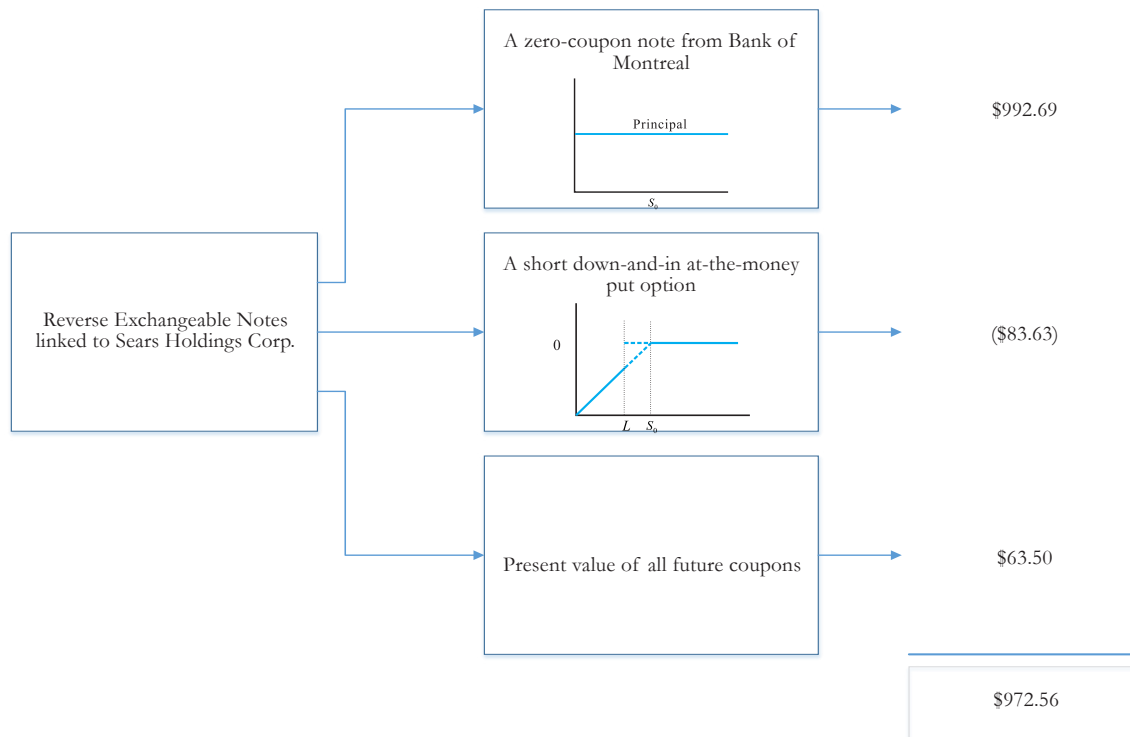 A zero-coupon note from Bank of
Montreal
Principal
S₀
$992.69
Reverse Exchangeable Notes
linked to Sears Holdings Corp.
A short down-and-in at-the-money
put option
0
L S₀
($83.63)
Present value of all future coupons
$63.50
$972.56